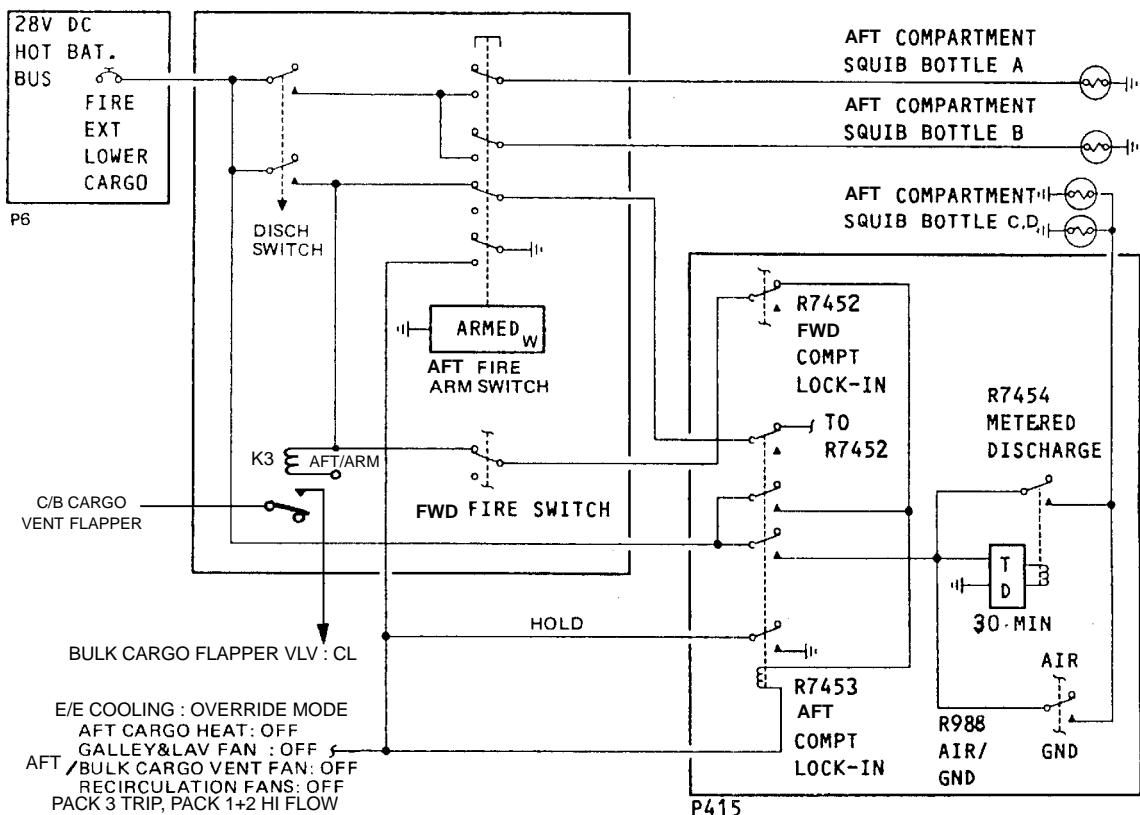 28V DC
HOT BAT.
BUS
FIRE
EXT
LOWER
CARGO
P6
DISCH
SWITCH
ARMED W
AFT FIRE
ARM SWITCH
K3
AFT/ARM
C/B CARGO
VENT FLAPPER
FWD FIRE SWITCH
BULK CARGO FLAPPER VLV : CL
HOLD
E/E COOLING : OVERRIDE MODE
AFT CARGO HEAT: OFF
GALLEY&LAV FAN : OFF
AFT /BULK CARGO VENT FAN: OFF
RECIRCULATION FANS: OFF
PACK 3 TRIP, PACK 1+2 HI FLOW
AFT COMPARTMENT
SQUIB BOTTLE A
AFT COMPARTMENT
SQUIB BOTTLE B
AFT COMPARTMENT
SQUIB BOTTLE C,D
R7452
FWD
COMPT
LOCK-IN
TO
R7452
R7454
METERED
DISCHARGE
T
D
30-MIN
R7453
AFT
COMPT
LOCK-IN
AIR
R988
AIR/
GND
GND
P415